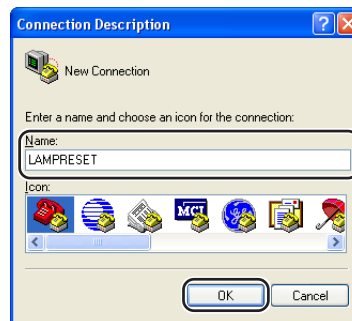 Connection Description
New Connection
Enter a name and choose an icon for the connection:
Name:
LAMPRESET
Icon:
MCI
OK
Cancel